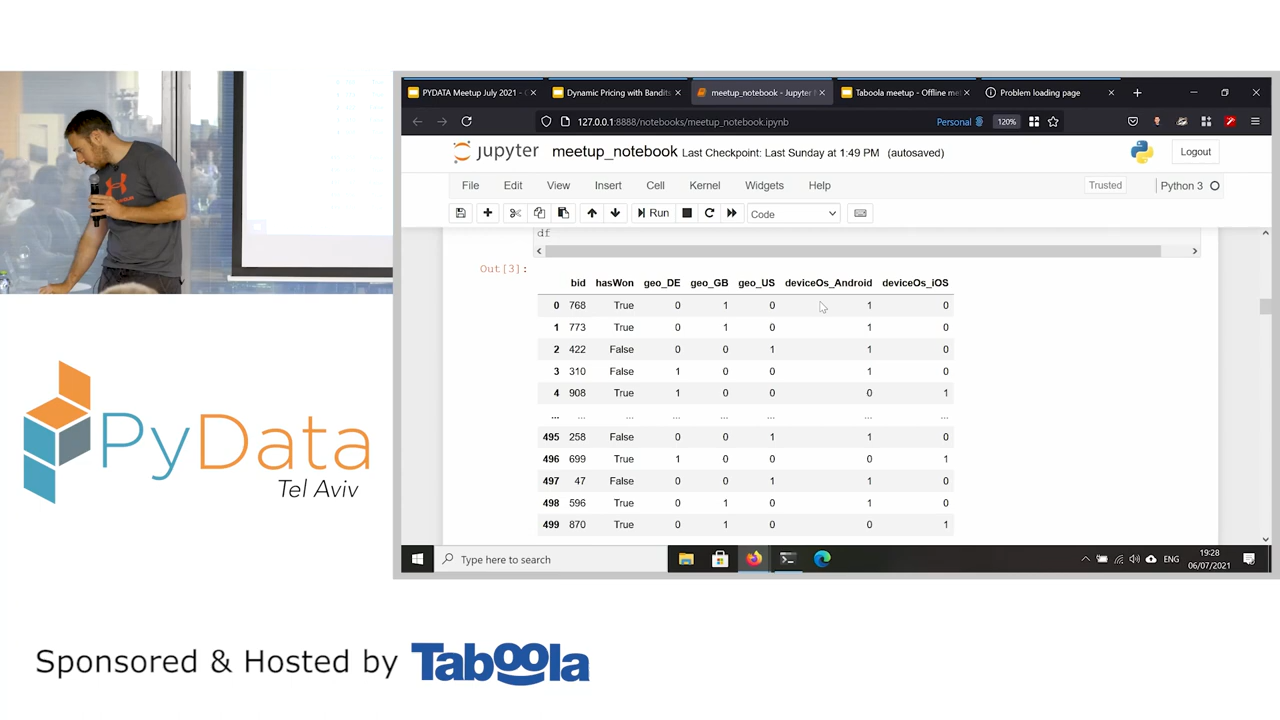 PYDATA Meetup July 2021 -
Dynamic Pricing with Bandits
meetup_notebook - Jupyter
Taboola meetup - Offline
Problem loading page
127.0.0.1:8888/notebooks/meetup_notebook.ipynb
Personal
120%
jupyter
meetup_notebook Last Checkpoint: Last Sunday at 1:49 PM (autosaved)
Logout
File Edit View Insert Cell Kernel Widgets Help
Trusted
Python 3
Run
Code
df
Out[3]:
bid hasWon geo_DE geo_GB geo_US deviceOs_Android deviceOs_iOS
0 768 True 0 1 0 1 0
1 773 True 0 1 0 1 0
2 422 False 0 0 1 1 0
3 310 False 1 0 0 1 0
4 908 True 1 0 0 0 1
... ... ... ... ... ... ... ...
495 258 False 0 0 1 1 0
496 699 True 1 0 0 0 1
497 47 False 0 0 1 1 0
498 596 True 0 1 0 1 0
499 870 True 0 1 0 0 1
Type here to search
ENG
19:28
06/07/2021
PyData
Tel Aviv
Sponsored & Hosted by Taboola